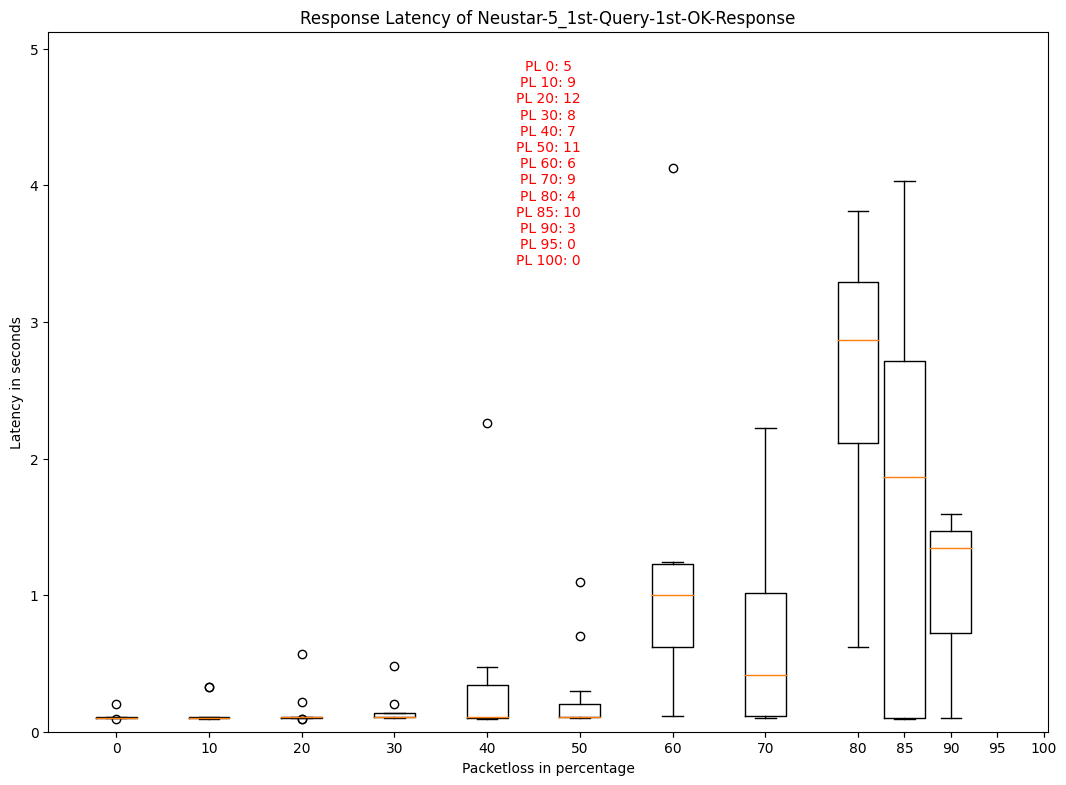 Response Latency of Neustar-5_1st-Query-1st-OK-Response
5
4
3
2
1
0
Latency in seconds
PL 0: 5
PL 10: 9
PL 20: 12
PL 30: 8
PL 40: 7
PL 50: 11
PL 60: 6
PL 70: 9
PL 80: 4
PL 85: 10
PL 90: 3
PL 95: 0
PL 100: 0
0 10 20 30 40 50 60 70 80 85 90 95 100
Packetloss in percentage